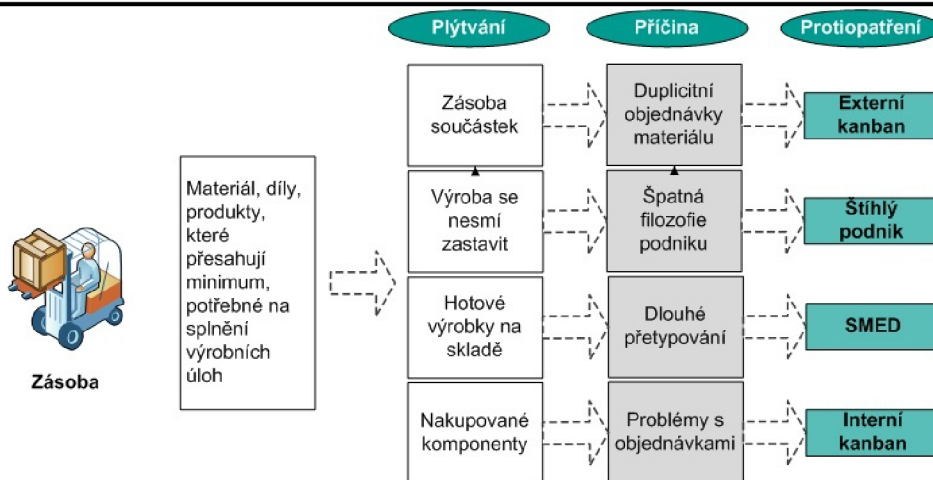 Plýtvání
Příčina
Protiopatření
Zásoba
součástek
Duplicitní
objednávky
materiálu
Externí
kanban
Materiál, díly,
produkty,
které
přesahují
minimum,
potřebné na
splnění
výrobních
úloh
Výroba se
nesmí
zastavit
Špatná
filozofie
podniku
Štíhlý
podnik
Hotové
výrobky na
skladě
Dlouhé
přetypování
SMED
Zásoba
Nakupované
komponenty
Problémy s
objednávkami
Interní
kanban